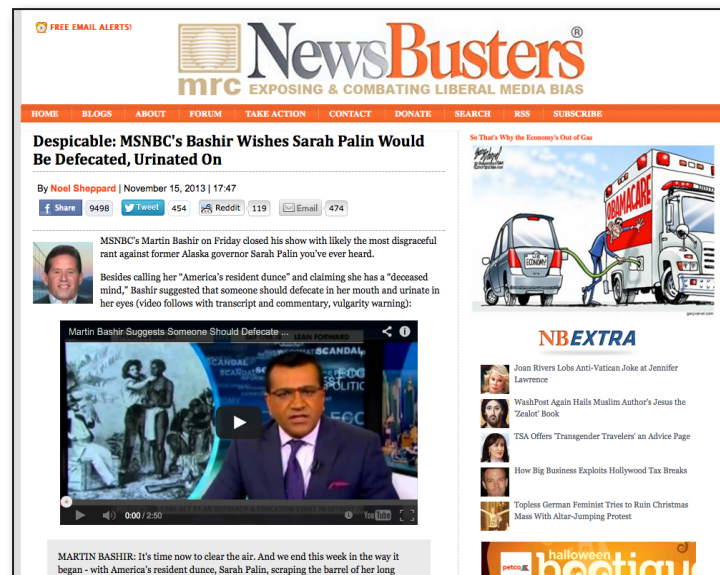 FREE EMAIL ALERTS!
NewsBusters®
mrc EXPOSING & COMBATING LIBERAL MEDIA BIAS
HOME BLOGS ABOUT FORUM TAKE ACTION CONTACT DONATE SEARCH RSS SUBSCRIBE
Despicable: MSNBC's Bashir Wishes Sarah Palin Would
Be Defecated, Urinated On
By Noel Sheppard | November 15, 2013 | 17:47
Share 9498 Tweet 454 Reddit 119 Email 474
MSNBC's Martin Bashir on Friday closed his show with likely the most disgraceful
rant against former Alaska governor Sarah Palin you've ever heard.
Besides calling her "America's resident dunce" and claiming she has a "deceased
mind," Bashir suggested that someone should defecate in her mouth and urinate in
her eyes (video follows with transcript and commentary, vulgarity warning):
Martin Bashir Suggests Someone Should Defecate ...
LEAN FORWARD
SCANDAL
SCANDAL
0:00 / 2:50
YouTube
MARTIN BASHIR: It's time now to clear the air. And we end this week in the way it
began - with America's resident dunce, Sarah Palin, scraping the barrel of her long
So That's Why the Economy's Out of Gas
OBAMACARE
U.S.
ECONOMY
garyvarvel.com
NBEXTRA
Joan Rivers Lobs Anti-Vatican Joke at Jennifer
Lawrence
WashPost Again Hails Muslim Author's Jesus the
'Zealot' Book
TSA Offers 'Transgender Travelers' an Advice Page
How Big Business Exploits Hollywood Tax Breaks
Topless German Feminist Tries to Ruin Christmas
Mass With Altar-Jumping Protest
petco
halloween
bootique